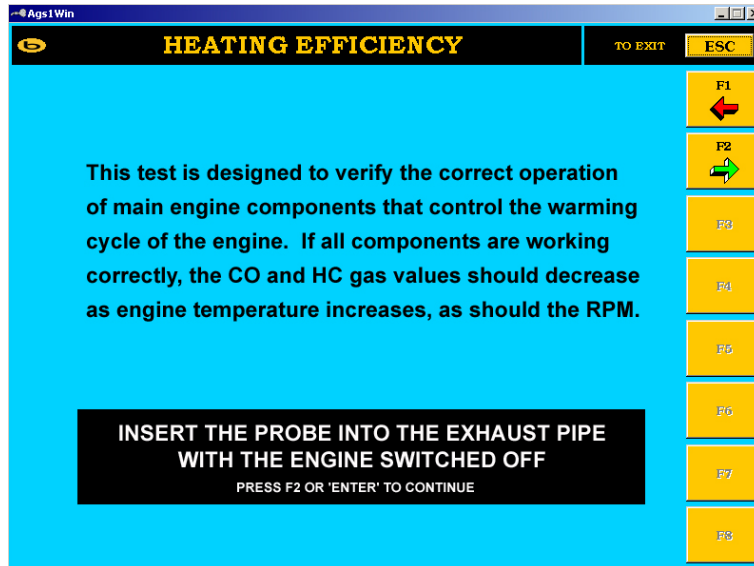 Ags1Win
HEATING EFFICIENCY
TO EXIT
ESC
F1
F2
This test is designed to verify the correct operation
of main engine components that control the warming
cycle of the engine.  If all components are working
correctly, the CO and HC gas values should decrease
as engine temperature increases, as should the RPM.
F3
F4
F5
F6
F7
F8
INSERT THE PROBE INTO THE EXHAUST PIPE
WITH THE ENGINE SWITCHED OFF
PRESS F2 OR 'ENTER' TO CONTINUE